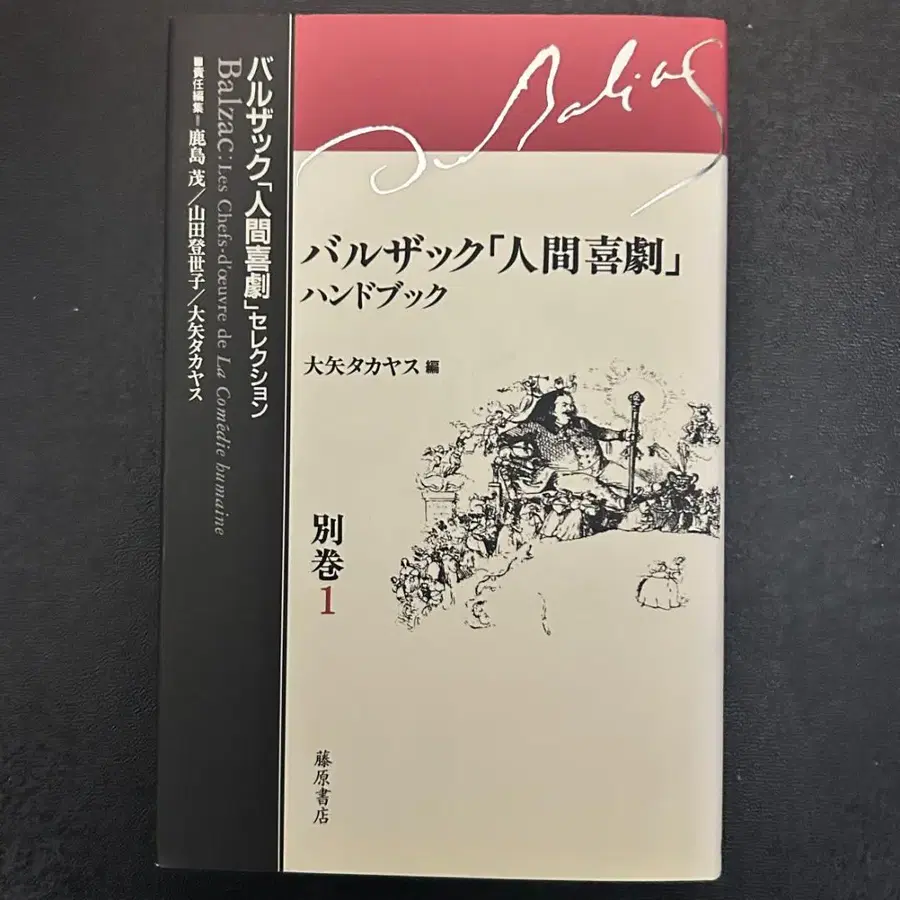 バルザック「人間喜劇」セレクション
Balzac: Les Chefs-d'œuvre de La Comédie humaine
■責任編集＝鹿島 茂／山田登世子／大矢タカヤス
de Balzac
バルザック「人間喜劇」
ハンドブック
大矢タカヤス 編
別巻1
藤原書店